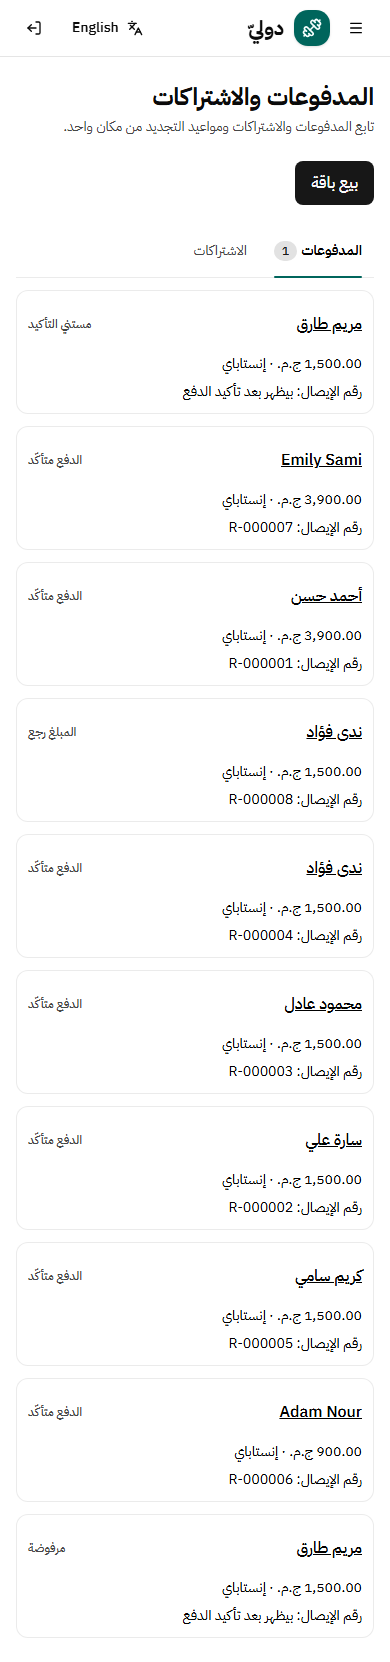 دوليّ
English
المدفوعات والاشتراكات
تابع المدفوعات والاشتراكات ومواعيد التجديد من مكان واحد.
بيع باقة
المدفوعات 1
الاشتراكات
مريم طارق
مستني التأكيد
1,500.00 ج.م. · إنستاباي
رقم الإيصال: بيظهر بعد تأكيد الدفع
Emily Sami
الدفع متأكّد
3,900.00 ج.م. · إنستاباي
رقم الإيصال: R-000007
أحمد حسن
الدفع متأكّد
3,900.00 ج.م. · إنستاباي
رقم الإيصال: R-000001
ندى فؤاد
المبلغ رجع
1,500.00 ج.م. · إنستاباي
رقم الإيصال: R-000008
ندى فؤاد
الدفع متأكّد
1,500.00 ج.م. · إنستاباي
رقم الإيصال: R-000004
محمود عادل
الدفع متأكّد
1,500.00 ج.م. · إنستاباي
رقم الإيصال: R-000003
سارة علي
الدفع متأكّد
1,500.00 ج.م. · إنستاباي
رقم الإيصال: R-000002
كريم سامي
الدفع متأكّد
1,500.00 ج.م. · إنستاباي
رقم الإيصال: R-000005
Adam Nour
الدفع متأكّد
900.00 ج.م. · إنستاباي
رقم الإيصال: R-000006
مريم طارق
مرفوضة
1,500.00 ج.م. · إنستاباي
رقم الإيصال: بيظهر بعد تأكيد الدفع